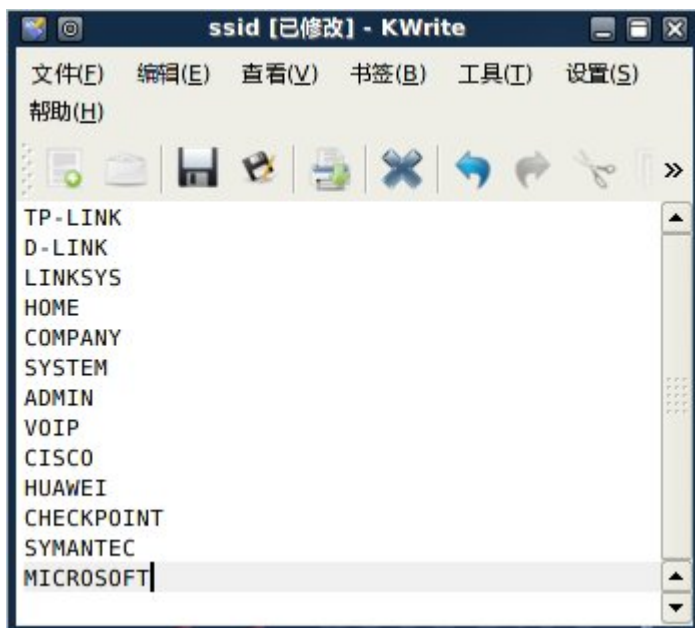 ssid [已修改] - KWrite
文件(F) 编辑(E) 查看(V) 书签(B) 工具(T) 设置(S)
帮助(H)
TP-LINK
D-LINK
LINKSYS
HOME
COMPANY
SYSTEM
ADMIN
VOIP
CISCO
HUAWEI
CHECKPOINT
SYMANTEC
MICROSOFT